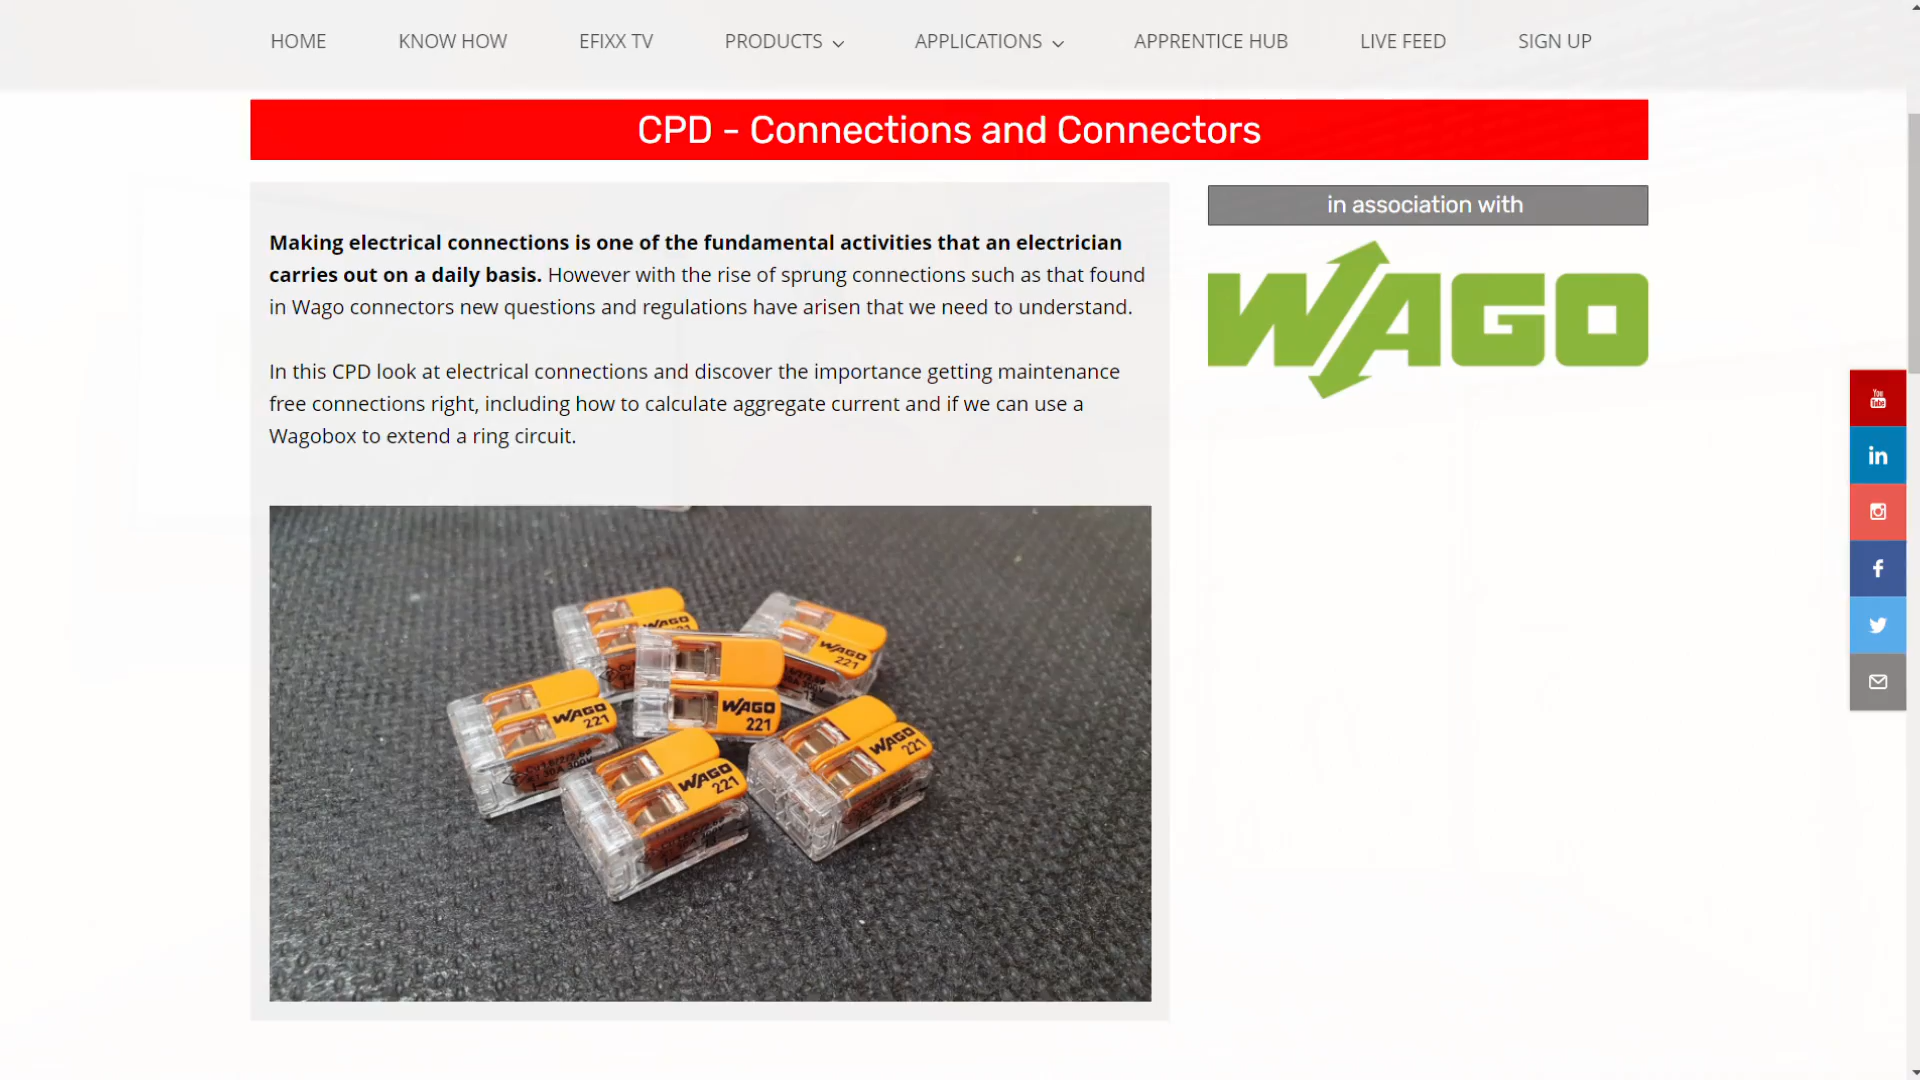 HOME KNOW HOW EFIXX TV PRODUCTS APPLICATIONS APPRENTICE HUB LIVE FEED SIGN UP
CPD - Connections and Connectors
Making electrical connections is one of the fundamental activities that an electrician
carries out on a daily basis. However with the rise of sprung connections such as that found
in Wago connectors new questions and regulations have arisen that we need to understand.
In this CPD look at electrical connections and discover the importance getting maintenance
free connections right, including how to calculate aggregate current and if we can use a
Wagobox to extend a ring circuit.
in association with
WAGO
You
Tube
in
f
WAGO
WAGO
221
WAGO
221
WAGO
221
WAGO
221
WAGO
221